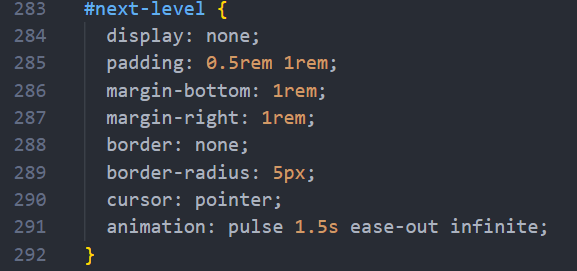 283 #next-level {
284 display: none;
285 padding: 0.5rem 1rem;
286 margin-bottom: 1rem;
287 margin-right: 1rem;
288 border: none;
289 border-radius: 5px;
290 cursor: pointer;
291 animation: pulse 1.5s ease-out infinite;
292 }